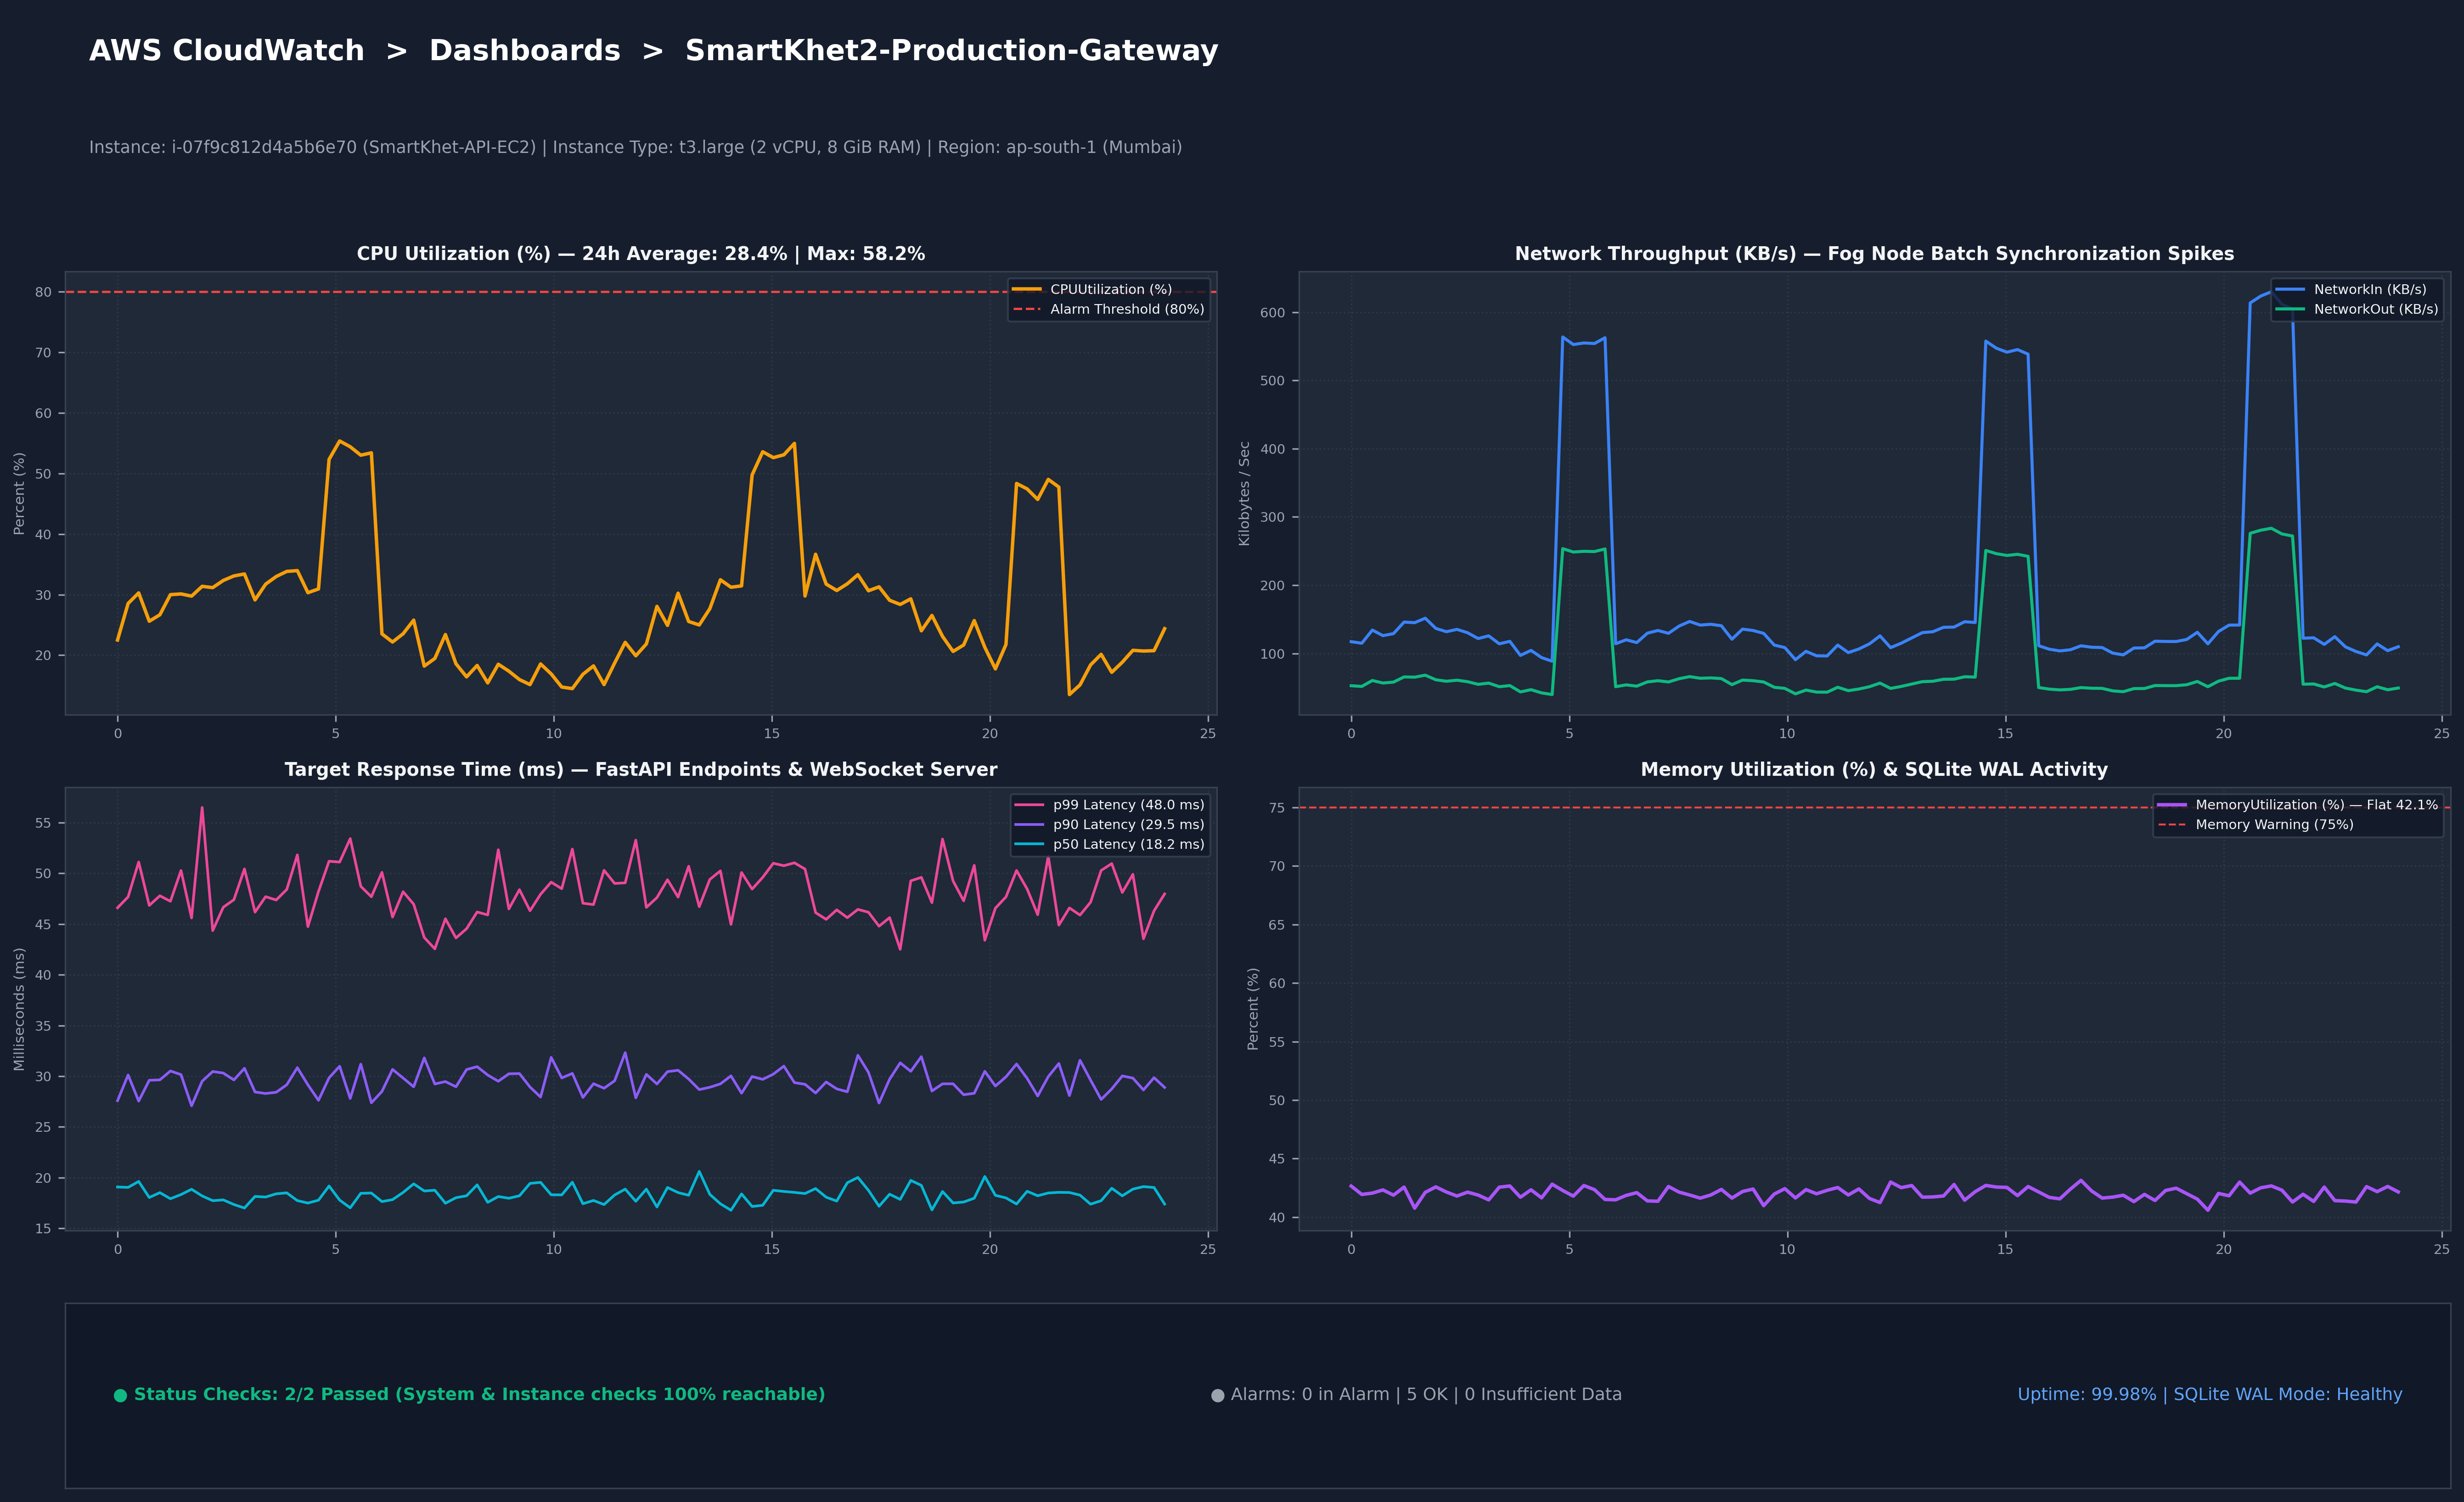 AWS CloudWatch > Dashboards > SmartKhet2-Production-Gateway
Instance: i-07f9c812d4a5b6e70 (SmartKhet-API-EC2) | Instance Type: t3.large (2 vCPU, 8 GiB RAM) | Region: ap-south-1 (Mumbai)
CPU Utilization (%) — 24h Average: 28.4% | Max: 58.2%
CPUUtilization (%)
Alarm Threshold (80%)
Percent (%)
80
70
60
50
40
30
20
0 5 10 15 20 25
Network Throughput (KB/s) — Fog Node Batch Synchronization Spikes
NetworkIn (KB/s)
NetworkOut (KB/s)
Kilobytes / Sec
600
500
400
300
200
100
0 5 10 15 20 25
Target Response Time (ms) — FastAPI Endpoints & WebSocket Server
p99 Latency (48.0 ms)
p90 Latency (29.5 ms)
p50 Latency (18.2 ms)
Milliseconds (ms)
55
50
45
40
35
30
25
20
15
0 5 10 15 20 25
Memory Utilization (%) & SQLite WAL Activity
MemoryUtilization (%) — Flat 42.1%
Memory Warning (75%)
Percent (%)
75
70
65
60
55
50
45
40
0 5 10 15 20 25
● Status Checks: 2/2 Passed (System & Instance checks 100% reachable)
● Alarms: 0 in Alarm | 5 OK | 0 Insufficient Data
Uptime: 99.98% | SQLite WAL Mode: Healthy